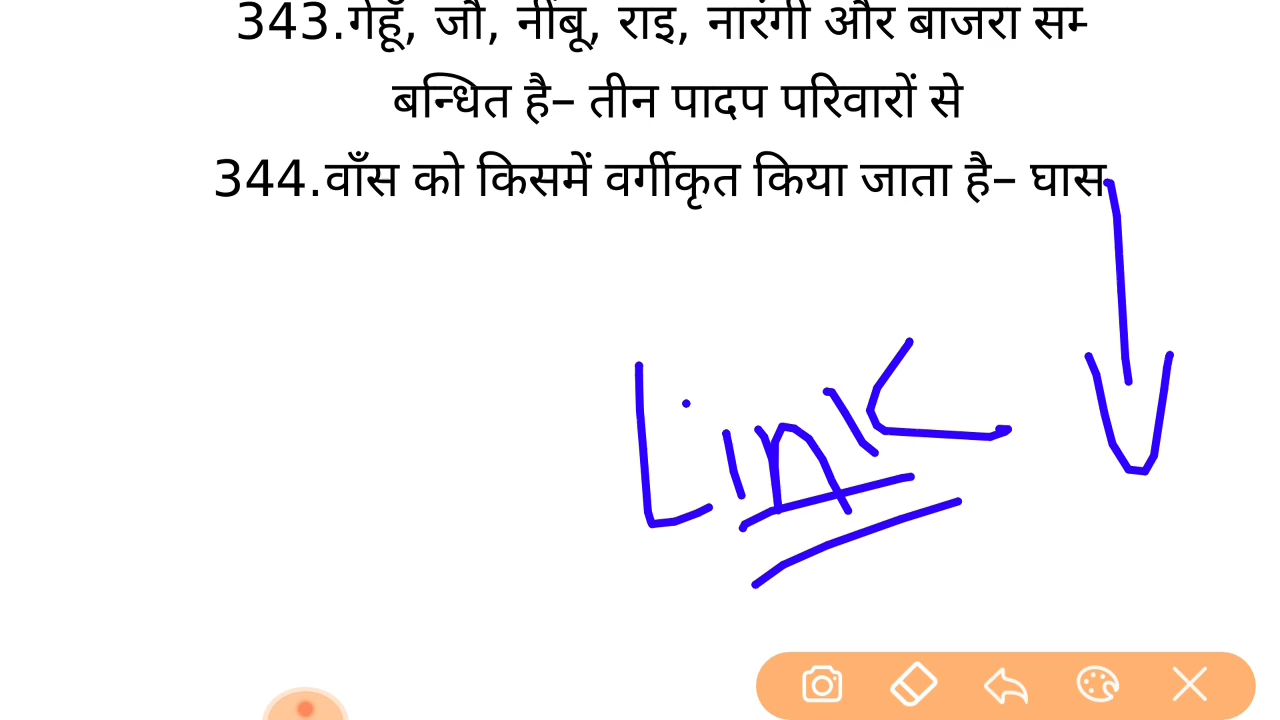 343.गेहूँ, जौ, नींबू, राइ, नारंगी और बाजरा सम्
बन्धित है– तीन पादप परिवारों से
344.वाँस को किसमें वर्गीकृत किया जाता है– घास
Link